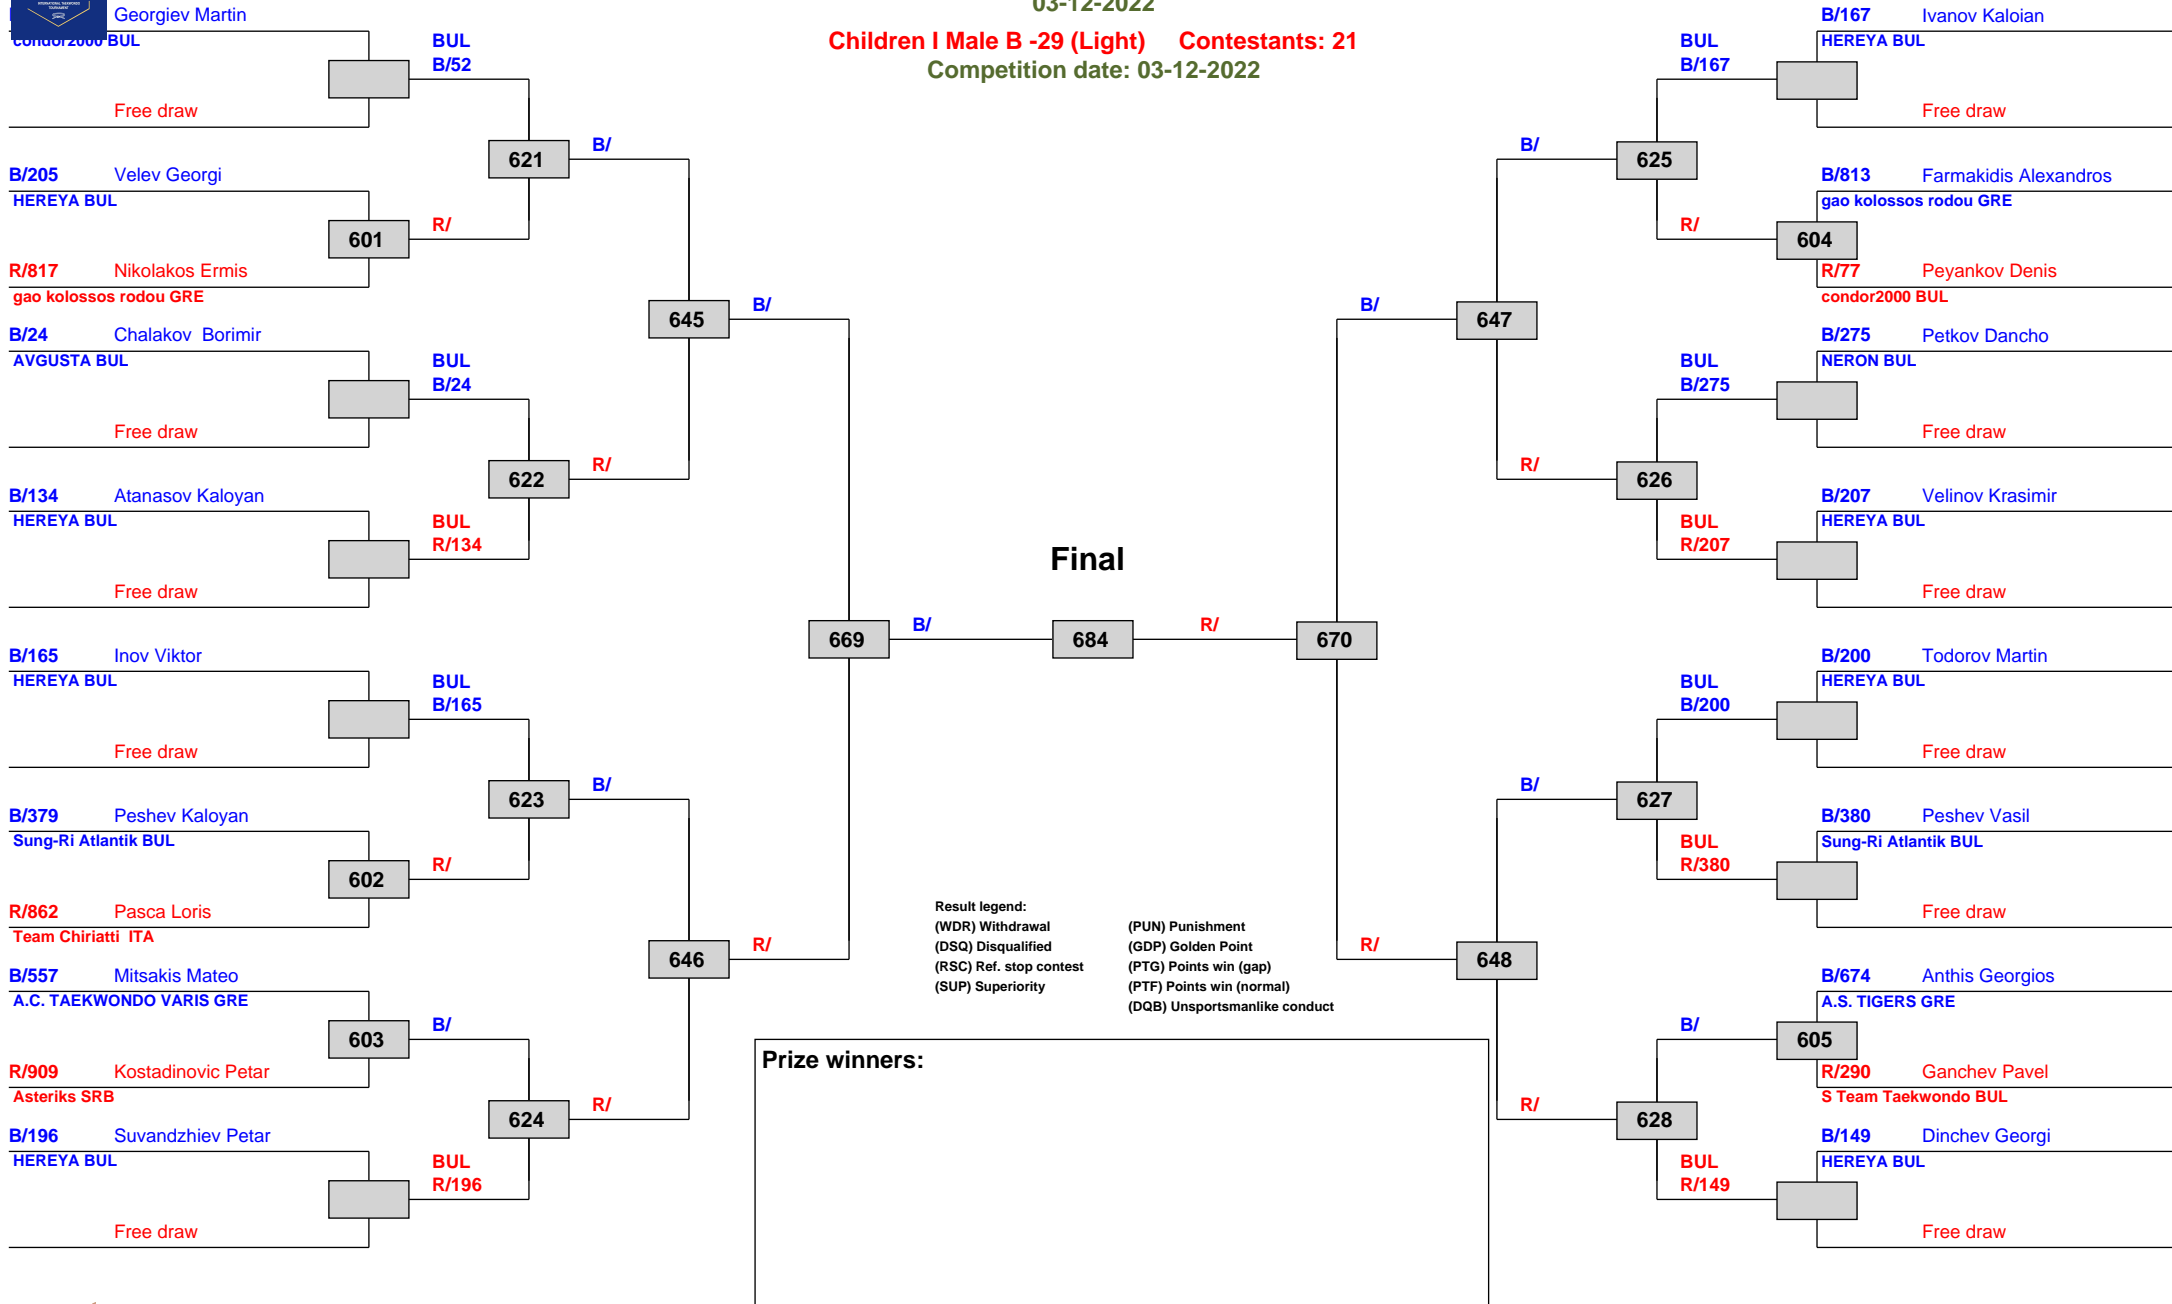 03-12-2022
Children I Male B -29 (Light) Contestants: 21
Competition date: 03-12-2022
INTERNATIONAL TAEKWONDO
TOURNAMENT
Georgiev Martin
condor2000 BUL
BUL
B/52
Free draw
621
B/
B/205 Velev Georgi
HEREYA BUL
601
R/
R/817 Nikolakos Ermis
gao kolossos rodou GRE
645
B/
B/24 Chalakov Borimir
AVGUSTA BUL
BUL
B/24
Free draw
622
R/
B/134 Atanasov Kaloyan
HEREYA BUL
BUL
R/134
Free draw
669
B/
B/165 Inov Viktor
HEREYA BUL
BUL
B/165
Free draw
623
B/
B/379 Peshev Kaloyan
Sung-Ri Atlantik BUL
602
R/
R/862 Pasca Loris
Team Chiriatti ITA
646
R/
B/557 Mitsakis Mateo
A.C. TAEKWONDO VARIS GRE
603
B/
R/909 Kostadinovic Petar
Asteriks SRB
624
R/
B/196 Suvandzhiev Petar
HEREYA BUL
BUL
R/196
Free draw
Final
684
R/
670
B/167 Ivanov Kaloian
HEREYA BUL
BUL
B/167
Free draw
B/
625
B/813 Farmakidis Alexandros
gao kolossos rodou GRE
R/
604
R/77 Peyankov Denis
condor2000 BUL
B/
647
B/275 Petkov Dancho
NERON BUL
BUL
B/275
Free draw
R/
626
B/207 Velinov Krasimir
HEREYA BUL
BUL
R/207
Free draw
B/200 Todorov Martin
HEREYA BUL
BUL
B/200
Free draw
B/
627
B/380 Peshev Vasil
Sung-Ri Atlantik BUL
BUL
R/380
Free draw
R/
648
B/674 Anthis Georgios
A.S. TIGERS GRE
B/
605
R/290 Ganchev Pavel
S Team Taekwondo BUL
R/
628
B/149 Dinchev Georgi
HEREYA BUL
BUL
R/149
Free draw
Result legend:
(WDR) Withdrawal (PUN) Punishment
(DSQ) Disqualified (GDP) Golden Point
(RSC) Ref. stop contest (PTG) Points win (gap)
(SUP) Superiority (PTF) Points win (normal)
(DQB) Unsportsmanlike conduct
Prize winners: